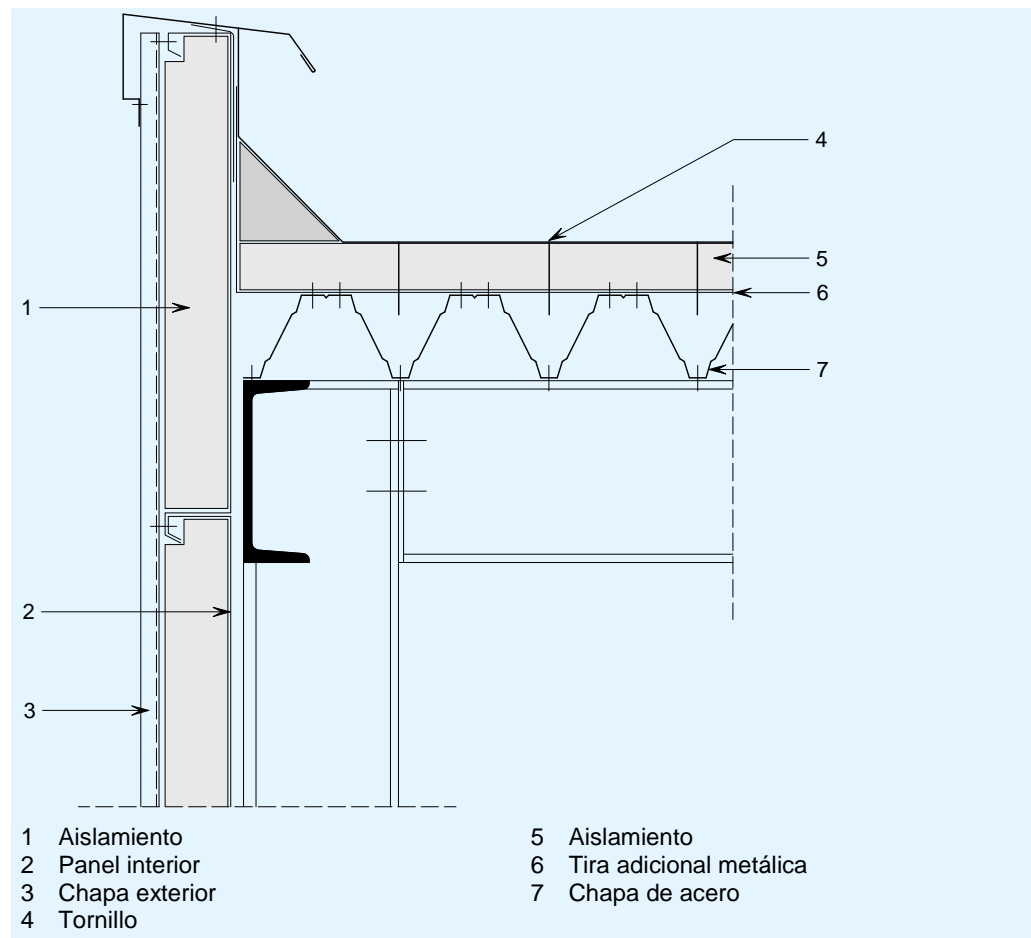 4
5
6
1
7
2
3
1 Aislamiento
2 Panel interior
3 Chapa exterior
4 Tornillo
5 Aislamiento
6 Tira adicional metálica
7 Chapa de acero